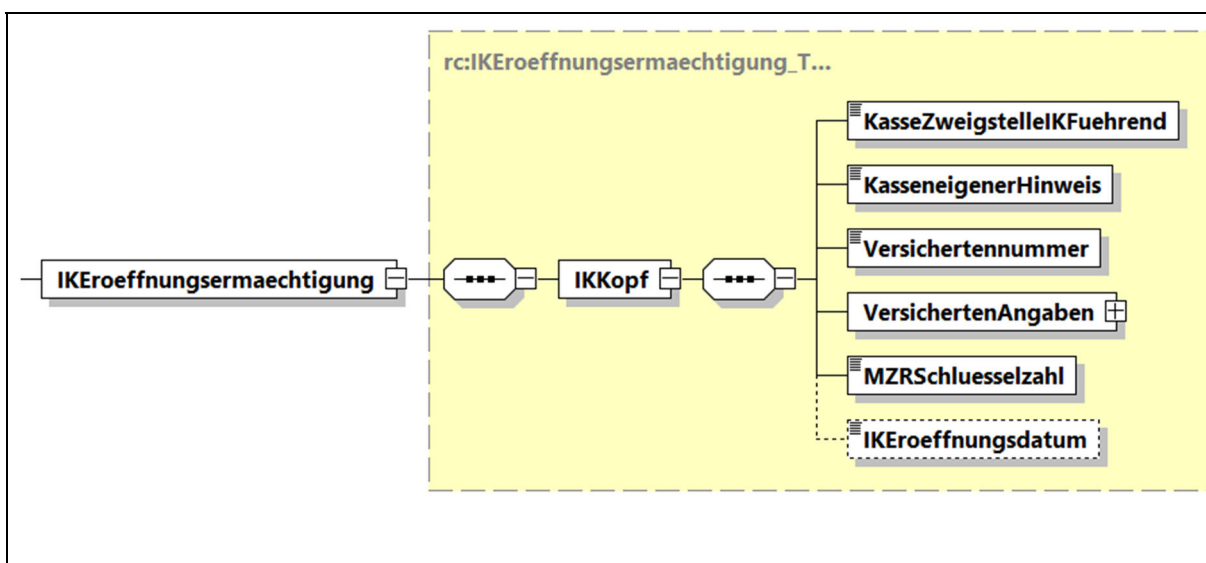 rc:IKEroeffnungsermaechtigung_T...
KasseZweigstelleIKFuehrend
KasseneigenerHinweis
Versichertennummer
IKEroeffnungsermaechtigung
IKKopf
VersichertenAngaben
MZRSchluesselzahl
IKEroeffnungsdatum